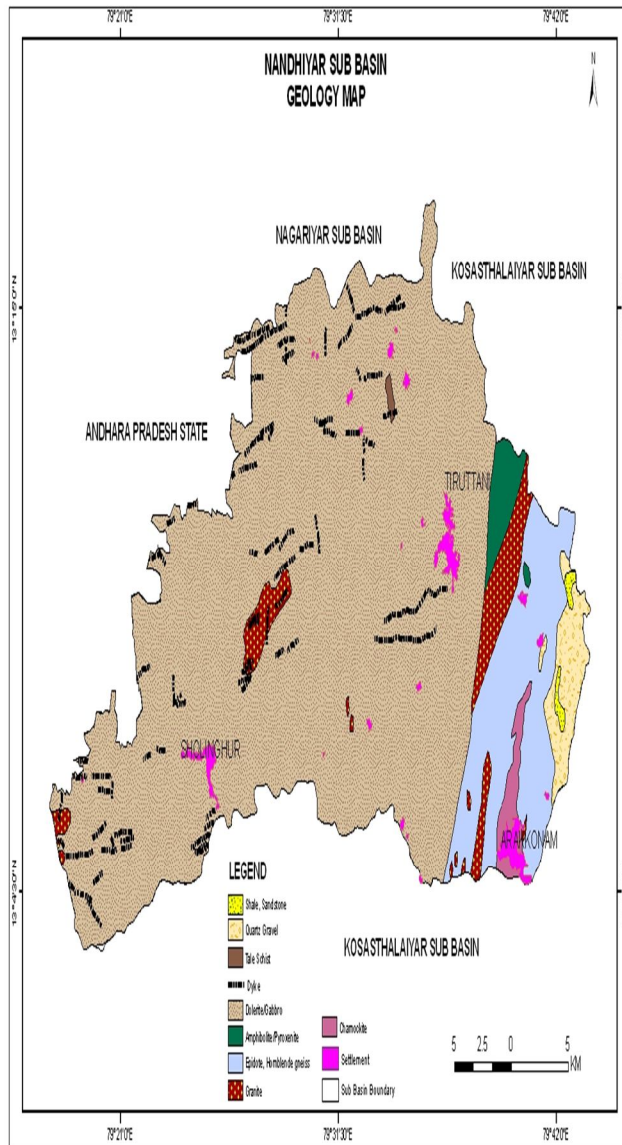 79°21'0"E 79°31'30"E 79°42'0"E
NANDHIYAR SUB BASIN
GEOLOGY MAP
N
NAGARIYAR SUB BASIN
KOSASTHALAIYAR SUB BASIN
13°15'0"N
ANDHARA PRADESH STATE
TIRUTTANI
SHOLINGHUR
ARAKKONAM
13°4'30"N
LEGEND
Shale, Sandstone
Quartz Gravel
Talc Schist
Dyke
Dolerite/Gabbro
Amphibolite/Pyroxenite
Epidote, Hornblende gneiss
Granite
Charnockite
Settlement
Sub Basin Boundary
KOSASTHALAIYAR SUB BASIN
5 2.5 0 5
KM
79°21'0"E 79°31'30"E 79°42'0"E